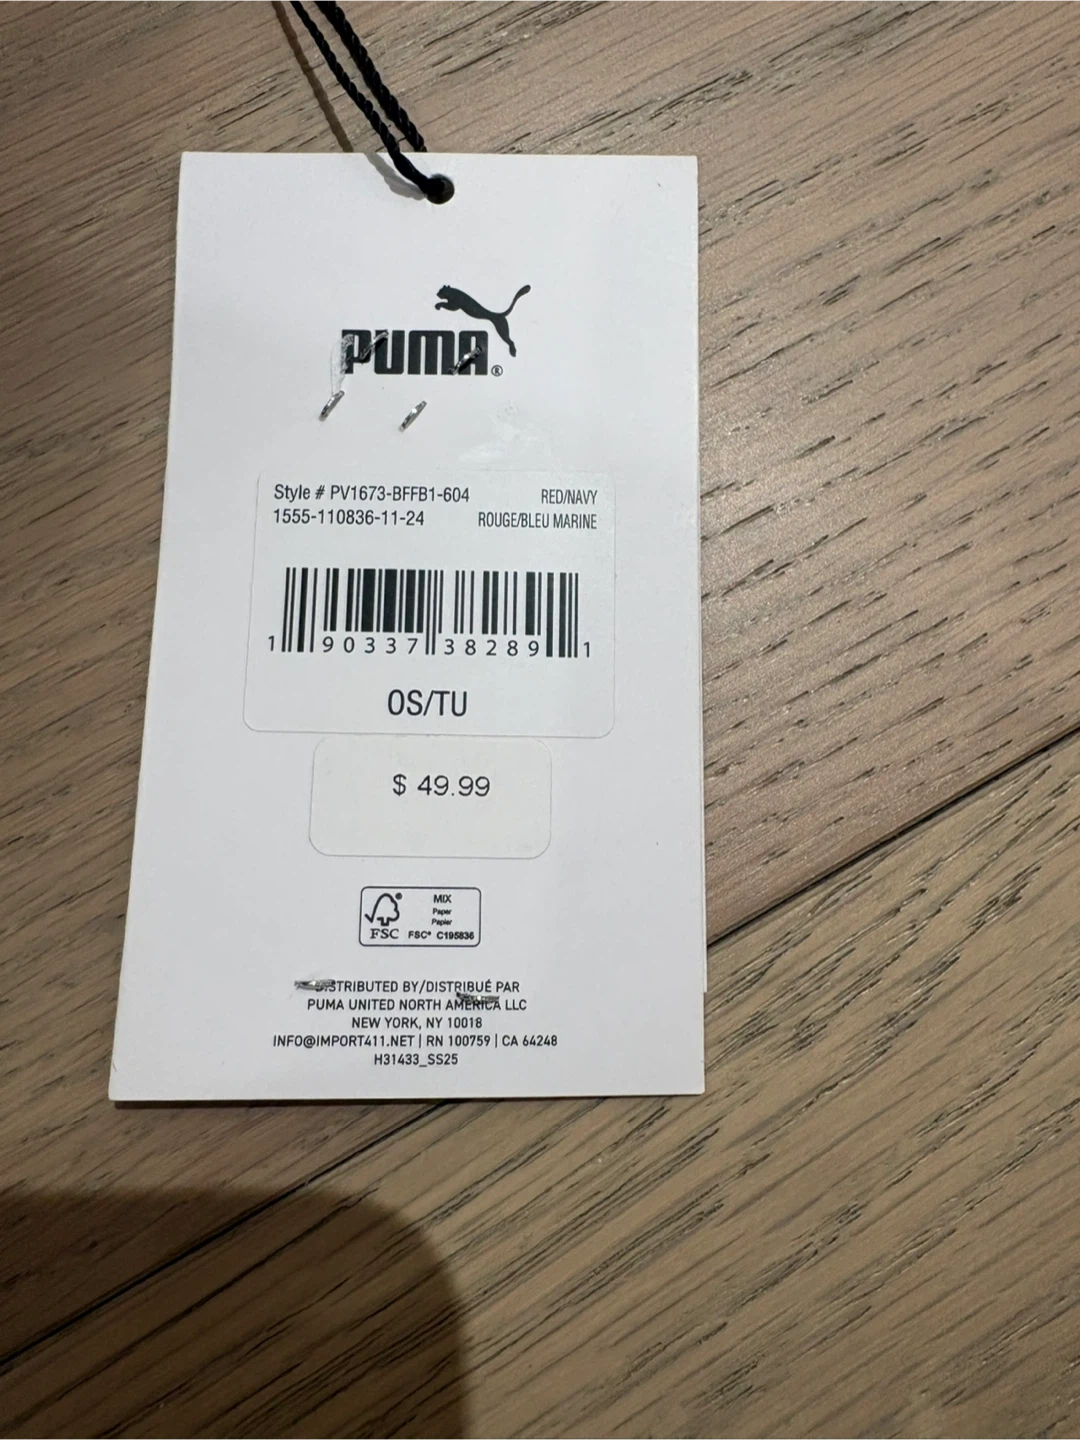 PUMA®
Style # PV1673-BFFB1-604 RED/NAVY
1555-110836-11-24 ROUGE/BLEU MARINE
1 90337 38289 1
OS/TU
$ 49.99
MIX
Paper
Papier
FSC FSC® C195836
DISTRIBUTED BY/DISTRIBUÉ PAR
PUMA UNITED NORTH AMERICA LLC
NEW YORK, NY 10018
INFO@IMPORT411.NET | RN 100759 | CA 64248
H31433_SS25